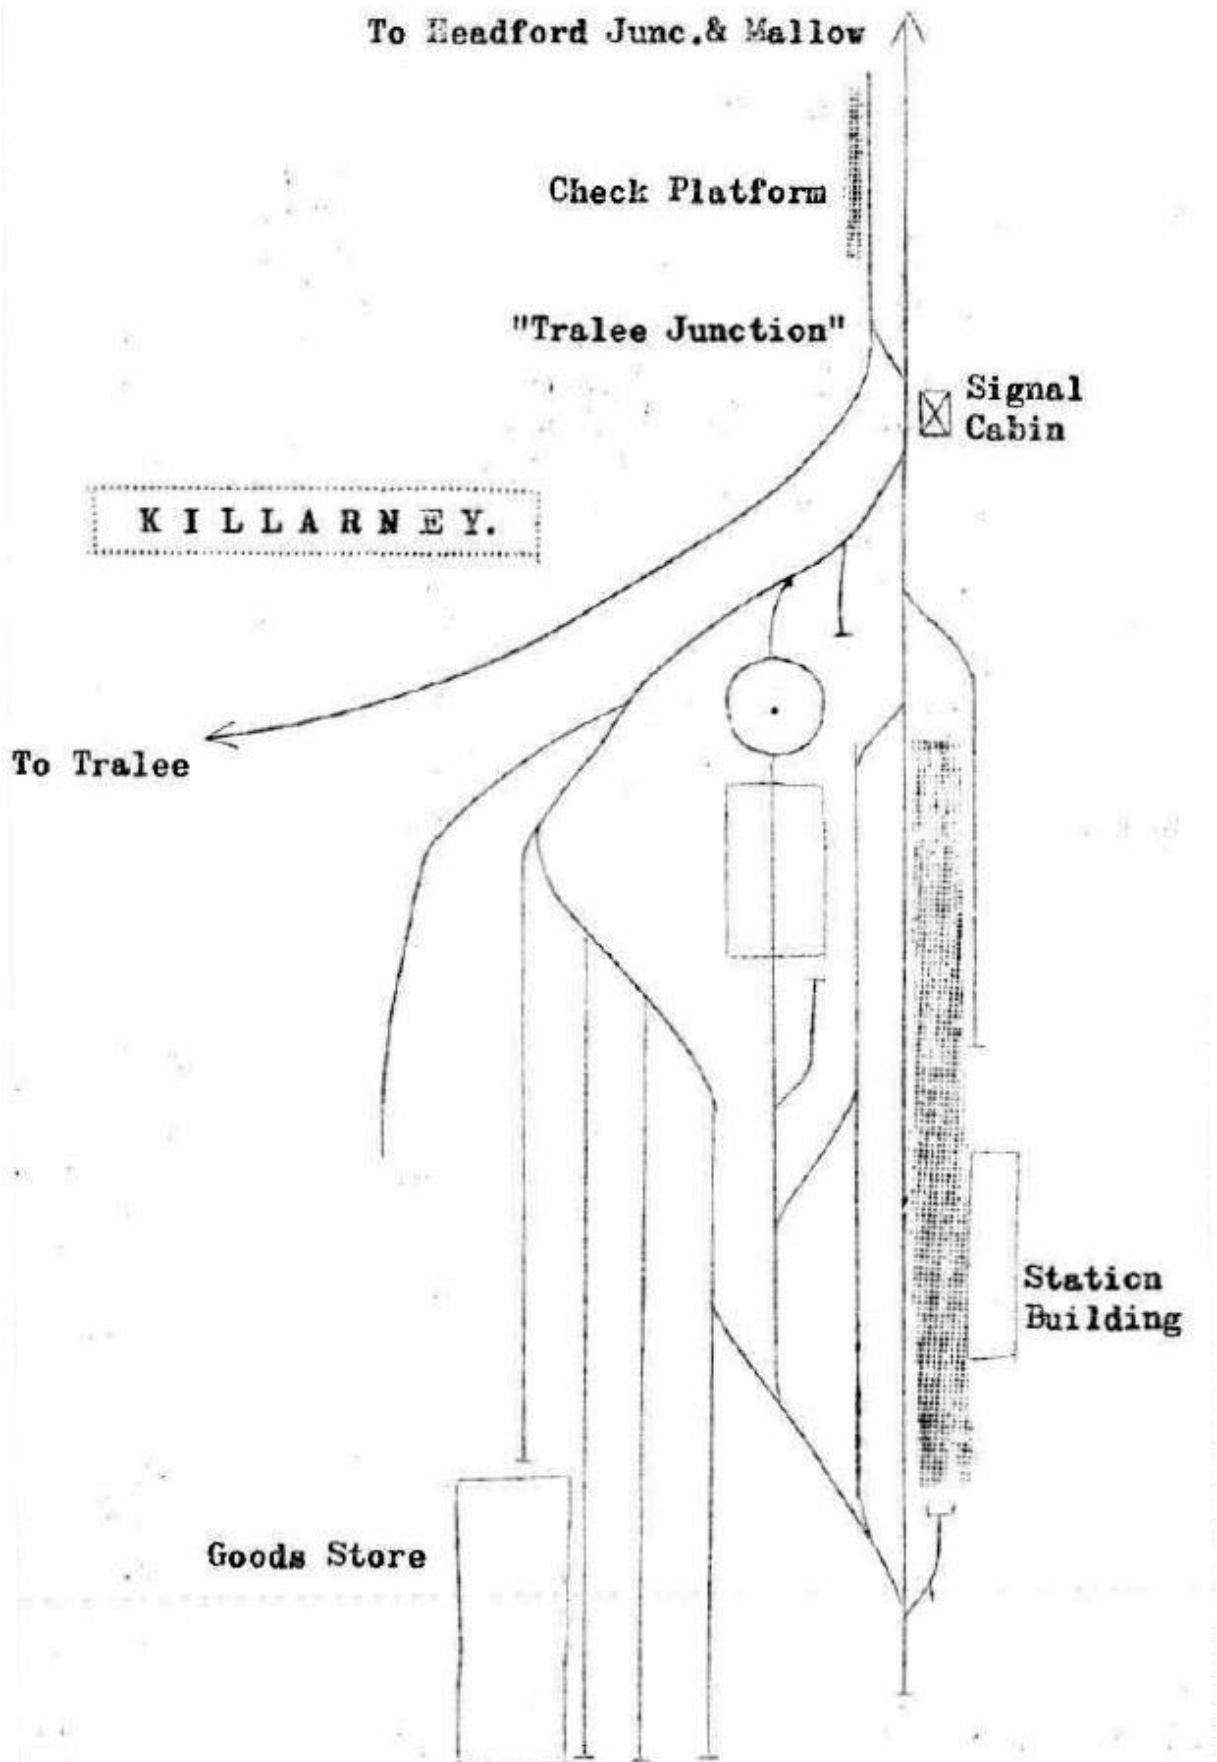 To Headford Junc.& Mallow
Check Platform
"Tralee Junction"
Signal
Cabin
KILLARNEY.
To Tralee
Station
Building
Goods Store